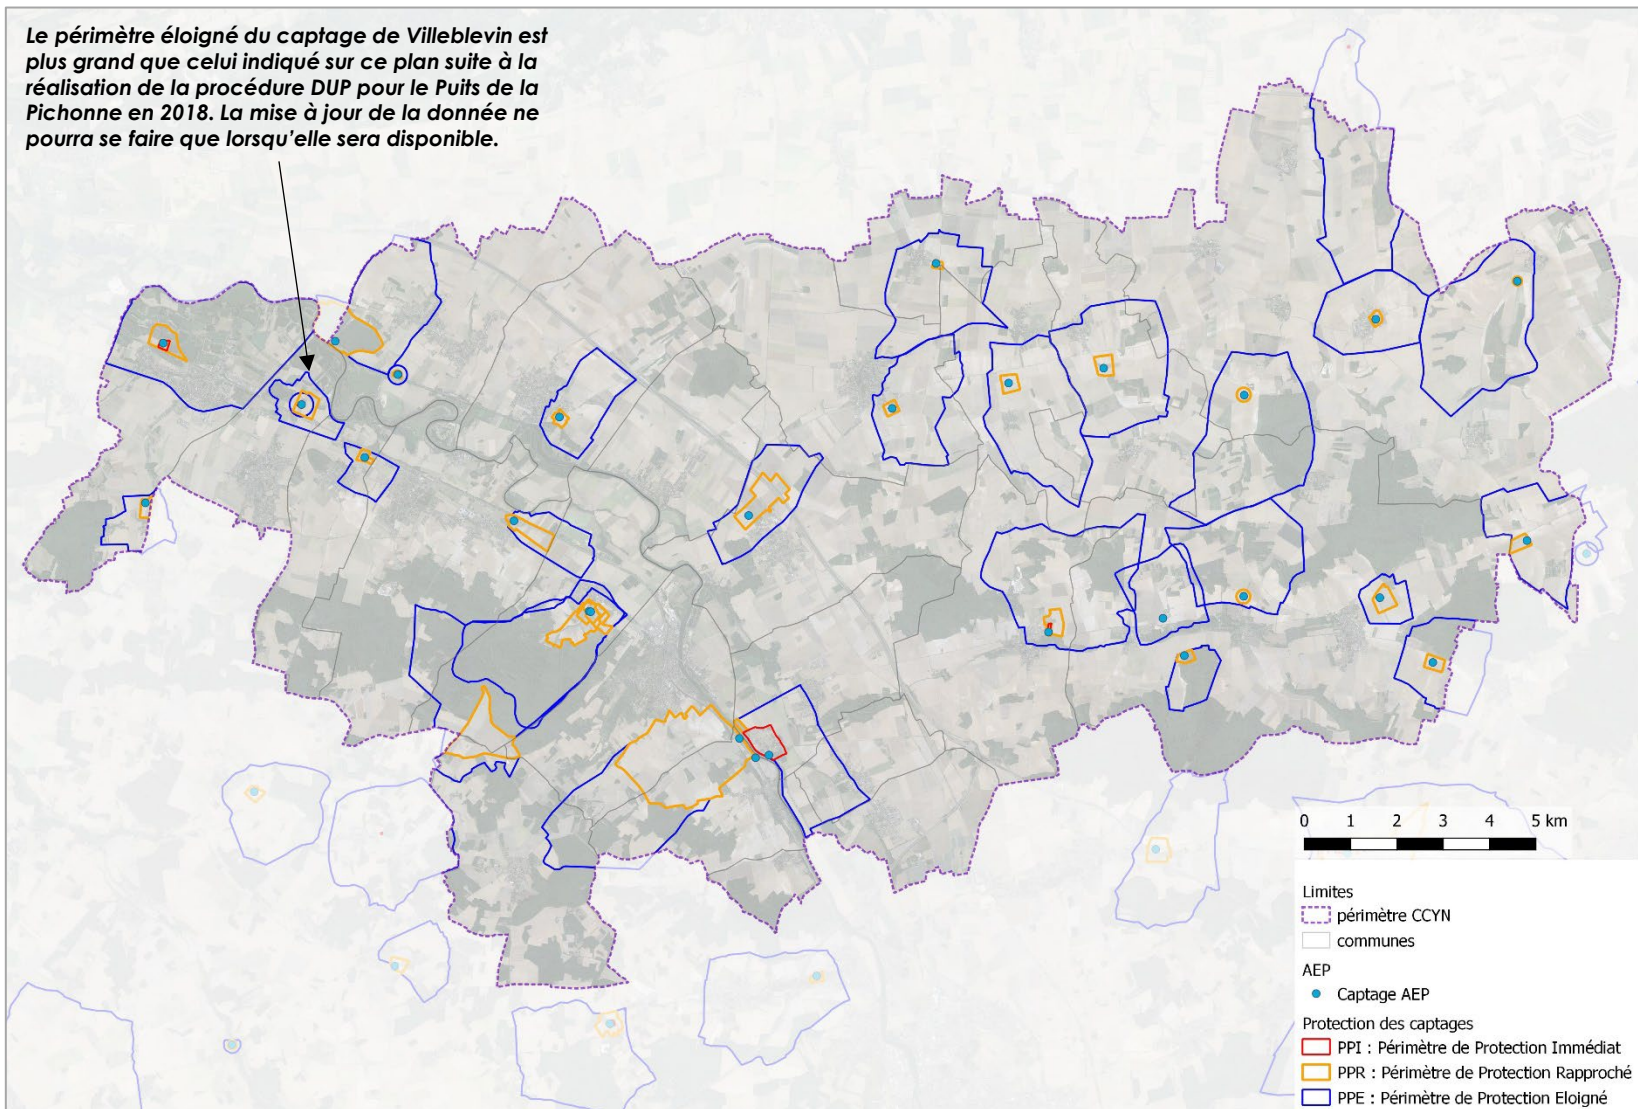 Le périmètre éloigné du captage de Villeblevin est
plus grand que celui indiqué sur ce plan suite à la
réalisation de la procédure DUP pour le Puits de la
Pichonne en 2018. La mise à jour de la donnée ne
pourra se faire que lorsqu'elle sera disponible.
0 1 2 3 4 5 km
Limites
périmètre CCYN
communes
AEP
Captage AEP
Protection des captages
PPI : Périmètre de Protection Immédiat
PPR : Périmètre de Protection Rapproché
PPE : Périmètre de Protection Eloigné